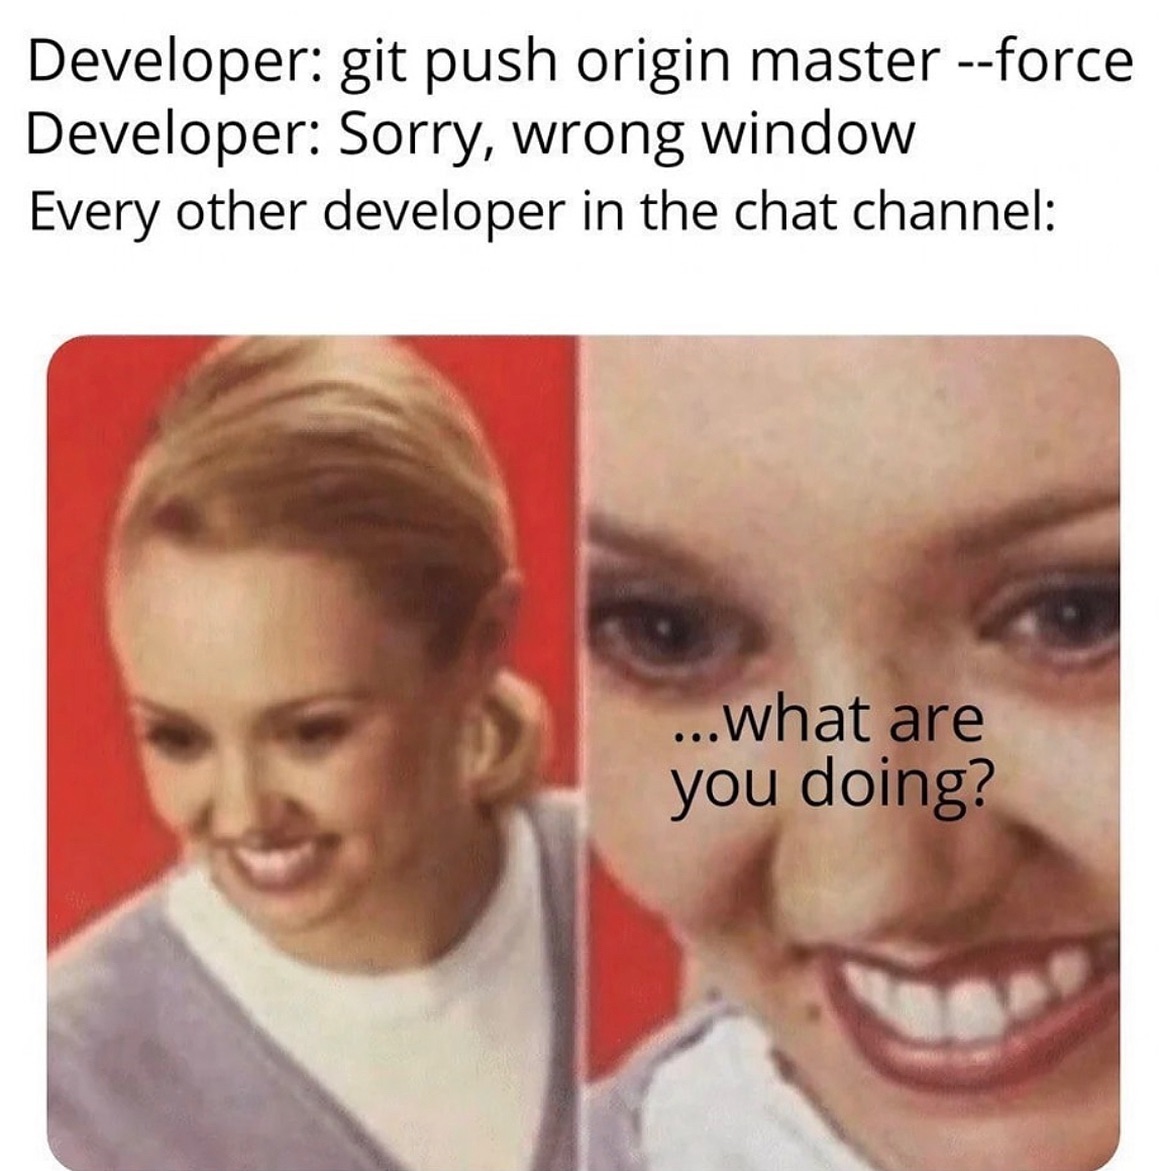 Developer: git push origin master --force
Developer: Sorry, wrong window
Every other developer in the chat channel:
...what are
you doing?